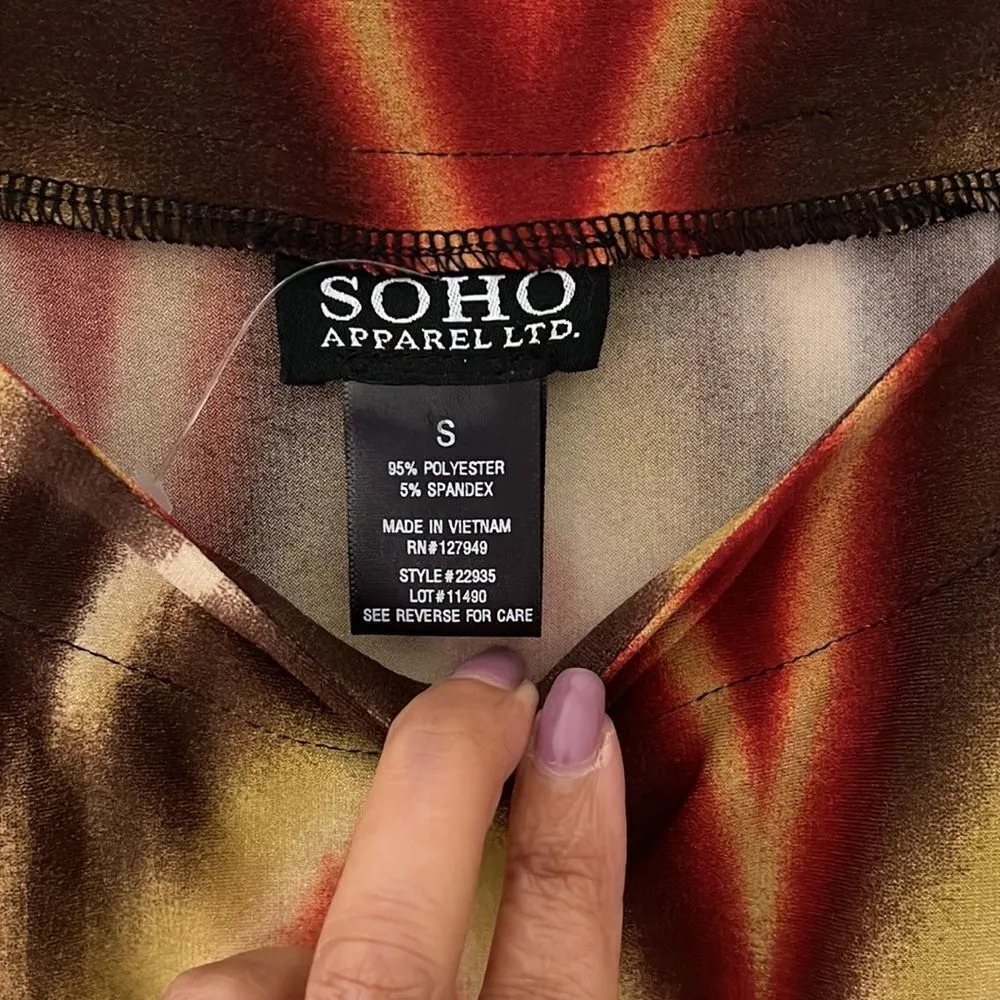 SOHO
APPAREL LTD.
S
95% POLYESTER
5% SPANDEX
MADE IN VIETNAM
RN#127949
STYLE#22935
LOT#11490
SEE REVERSE FOR CARE